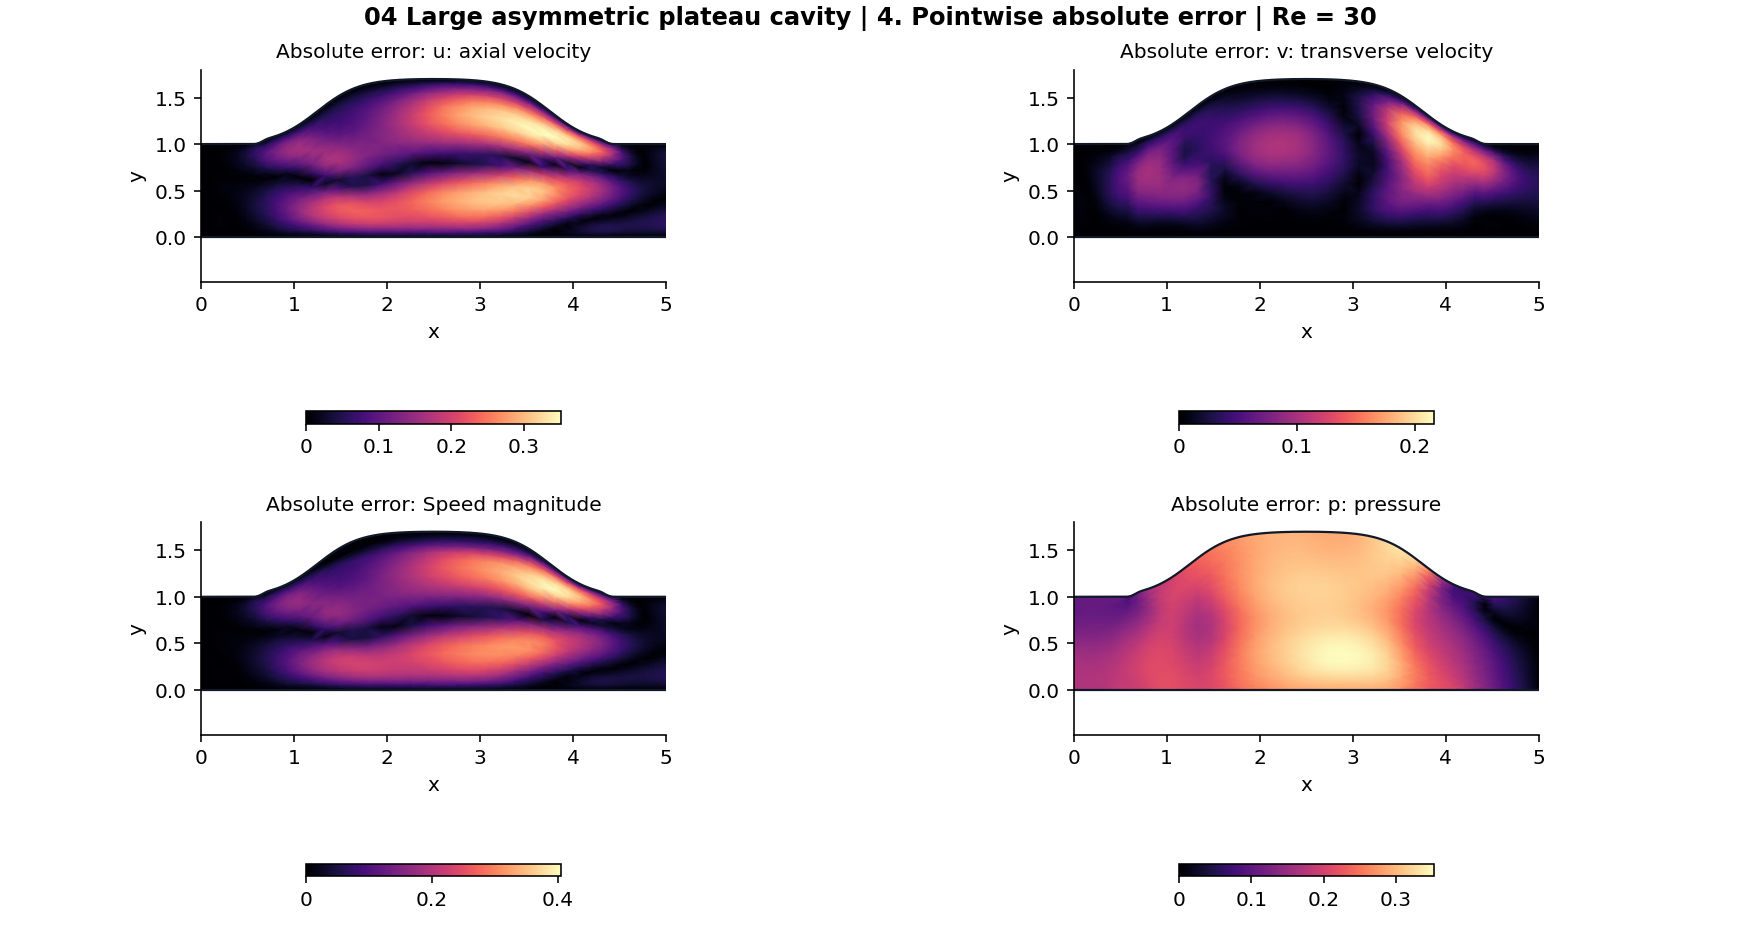 04 Large asymmetric plateau cavity | 4. Pointwise absolute error | Re = 30
Absolute error: u: axial velocity
1.5
1.0
0.5
0.0
y
0 1 2 3 4 5
x
0 0.1 0.2 0.3
Absolute error: v: transverse velocity
1.5
1.0
0.5
0.0
y
0 1 2 3 4 5
x
0 0.1 0.2
Absolute error: Speed magnitude
1.5
1.0
0.5
0.0
y
0 1 2 3 4 5
x
0 0.2 0.4
Absolute error: p: pressure
1.5
1.0
0.5
0.0
y
0 1 2 3 4 5
x
0 0.1 0.2 0.3